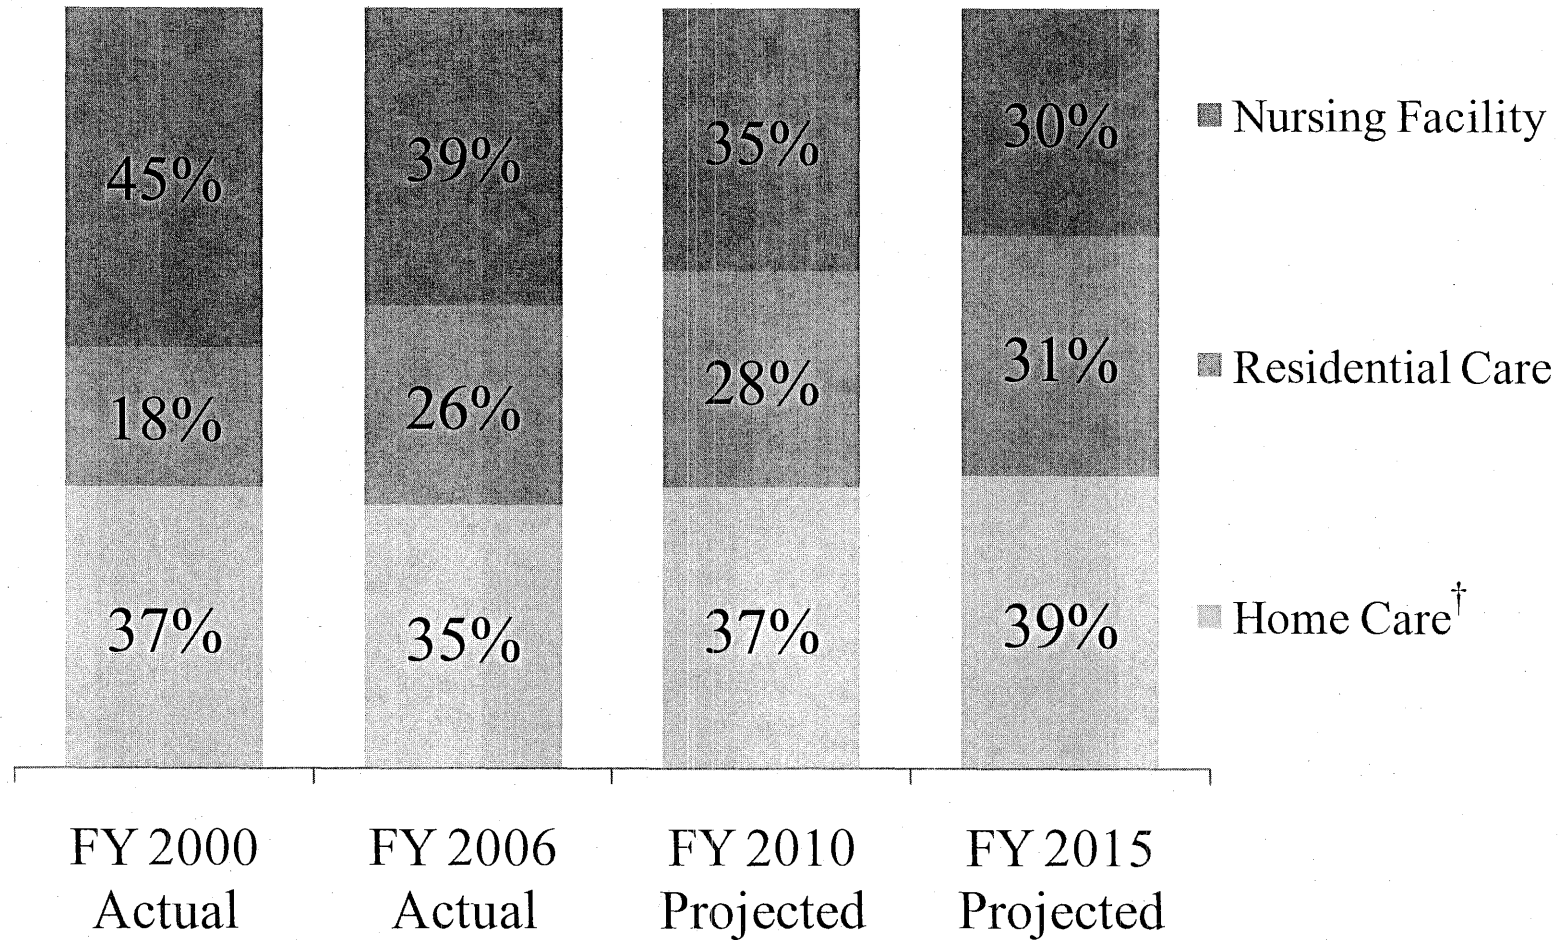 45%
39%
35%
30%
Nursing Facility
18%
26%
28%
31%
Residential Care
37%
35%
37%
39%
Home Care†
FY 2000
Actual
FY 2006
Actual
FY 2010
Projected
FY 2015
Projected